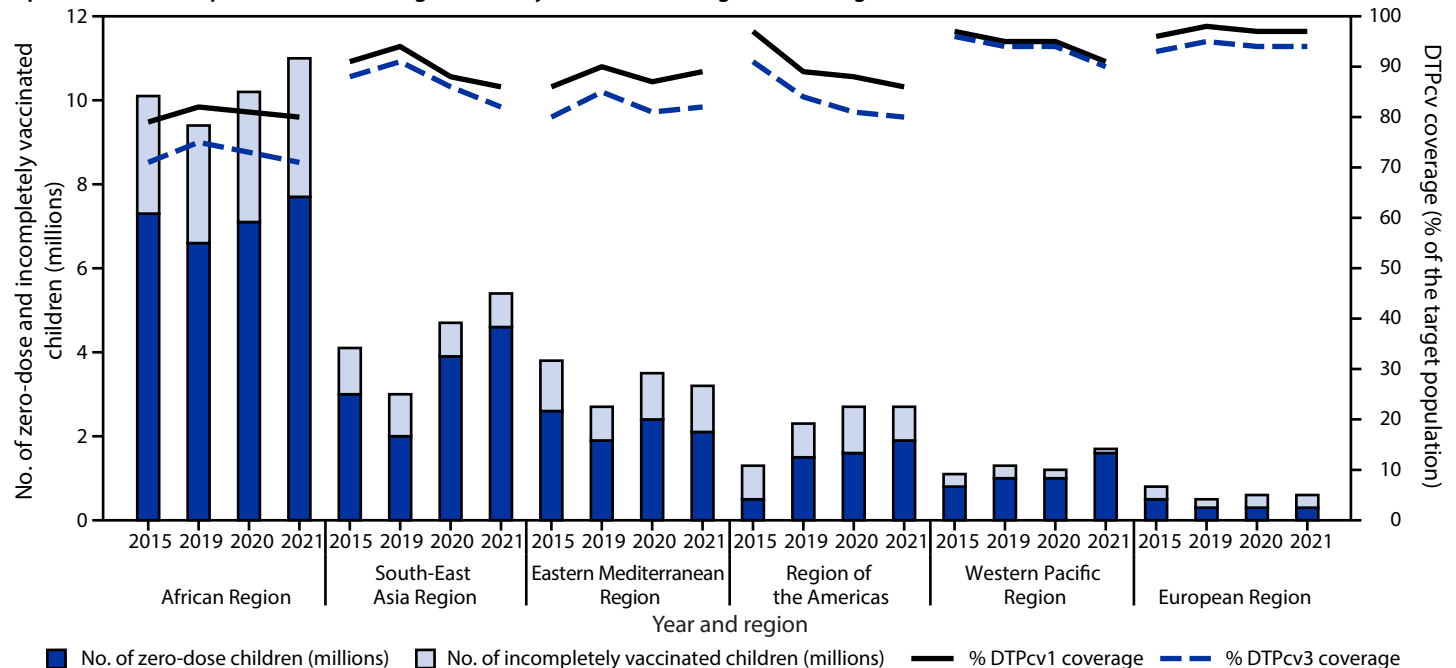 12
10
8
6
4
2
0
No. of zero-dose and incompletely vaccinated
children (millions)
100
90
80
70
60
50
40
30
20
10
0
DTPcv coverage (% of the target population)
2015 2019 2020 2021 2015 2019 2020 2021 2015 2019 2020 2021 2015 2019 2020 2021 2015 2019 2020 2021 2015 2019 2020 2021
African Region
South-East
Asia Region
Eastern Mediterranean
Region
Region of
the Americas
Western Pacific
Region
European Region
Year and region
No. of zero-dose children (millions) No. of incompletely vaccinated children (millions) % DTPcv1 coverage % DTPcv3 coverage